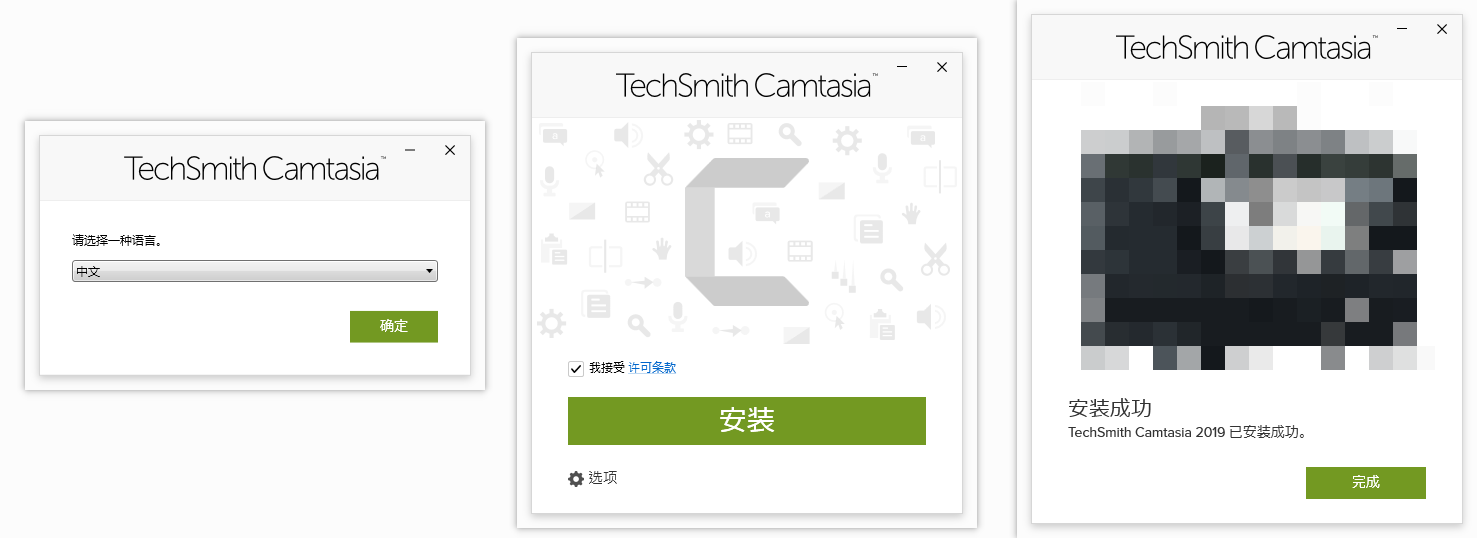 TechSmith Camtasia™
请选择一种语言。
中文
确定
TechSmith Camtasia™
a
a
a
我接受 许可条款
安装
选项
TechSmith Camtasia™
安装成功
TechSmith Camtasia 2019 已安装成功。
完成